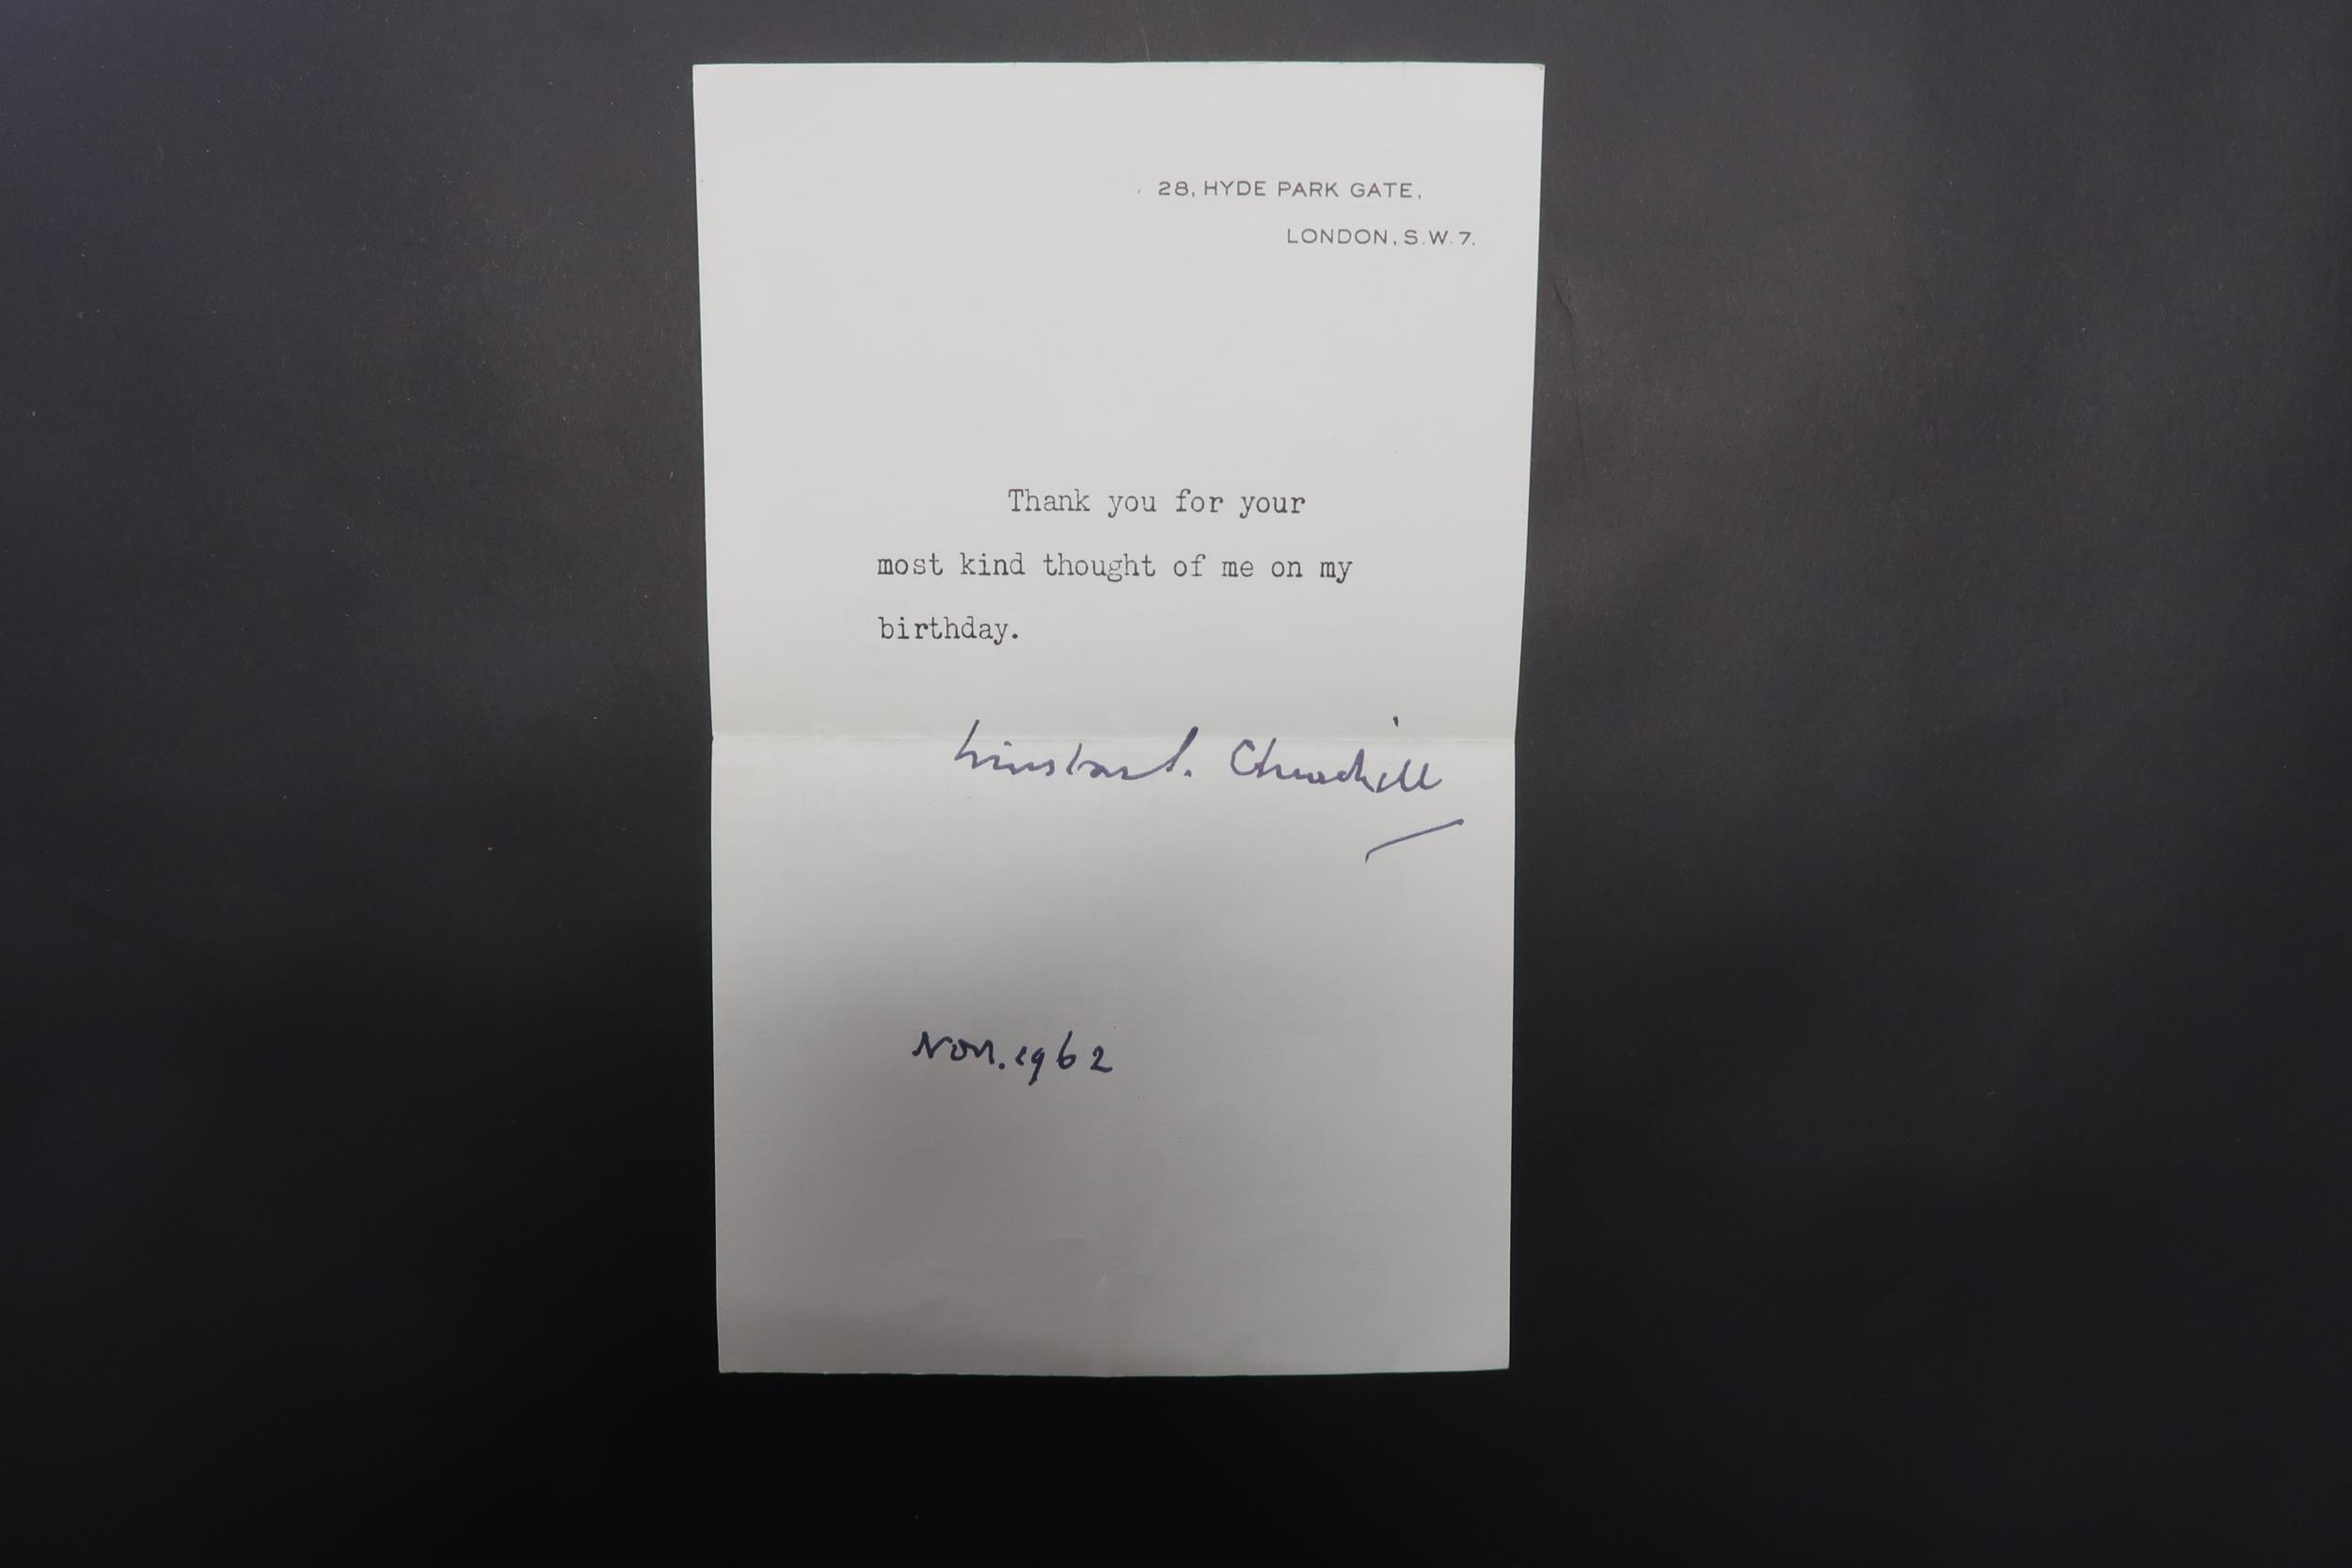 28, HYDE PARK GATE,
LONDON, S.W.7.
Thank you for your
most kind thought of me on my
birthday.
Winston S. Churchill
Nov. 1962